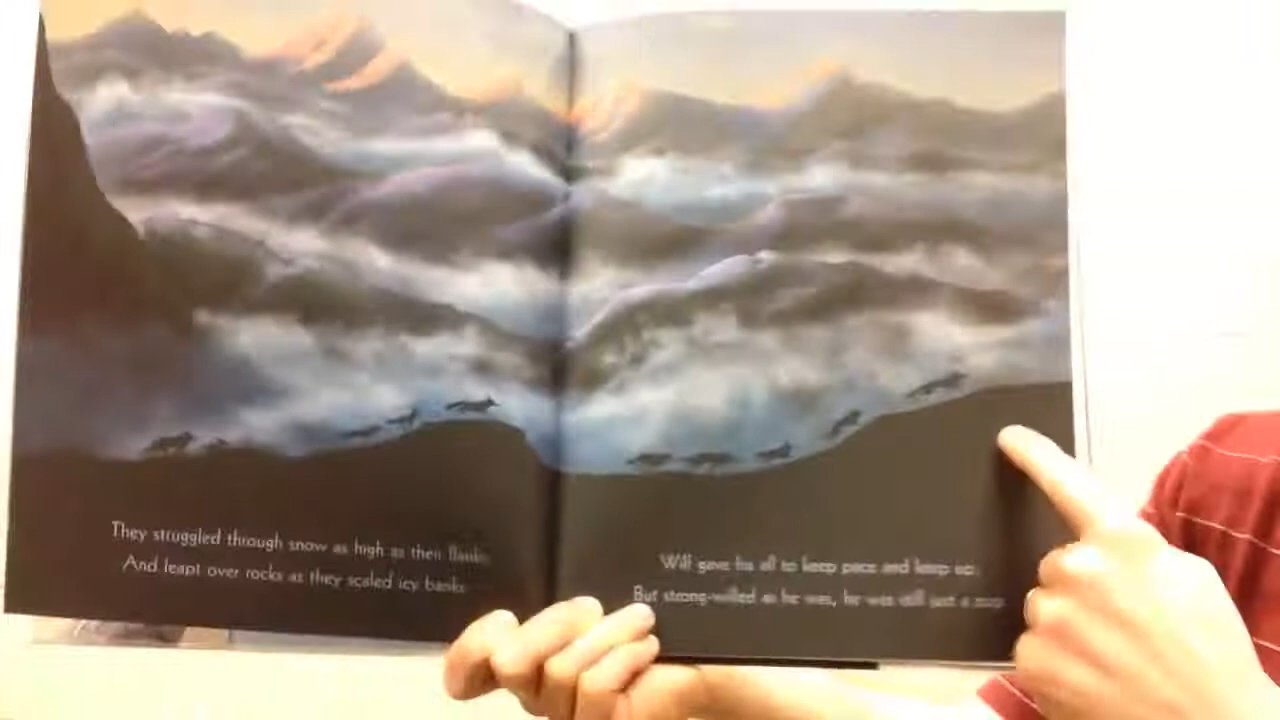 They struggled through snow as high as their flanks
And leapt over rocks as they scaled icy banks
Will gave his all to keep pace and keep up.
But strong-willed as he was, he was still just a pup.